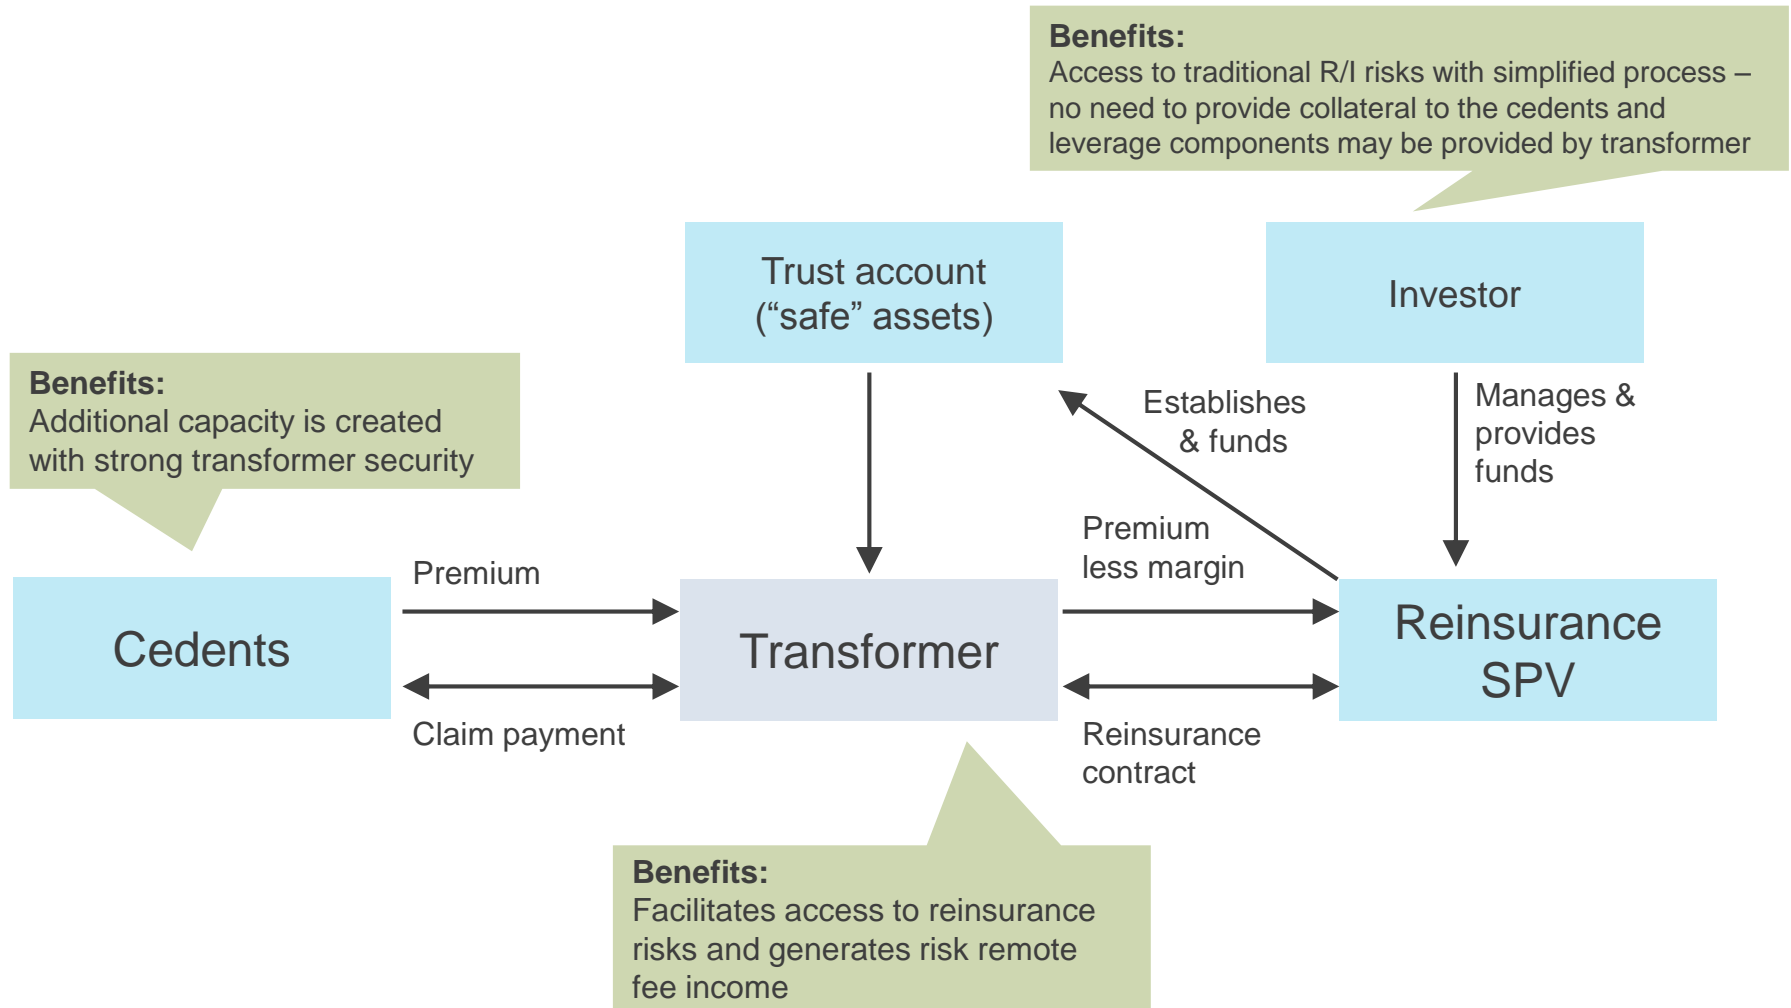 Benefits:
Access to traditional R/I risks with simplified process –
no need to provide collateral to the cedents and
leverage components may be provided by transformer
Trust account
(“safe” assets)
Investor
Benefits:
Additional capacity is created
with strong transformer security
Establishes
& funds
Manages &
provides
funds
Premium
Premium
less margin
Cedents
Transformer
Reinsurance
SPV
Claim payment
Reinsurance
contract
Benefits:
Facilitates access to reinsurance
risks and generates risk remote
fee income